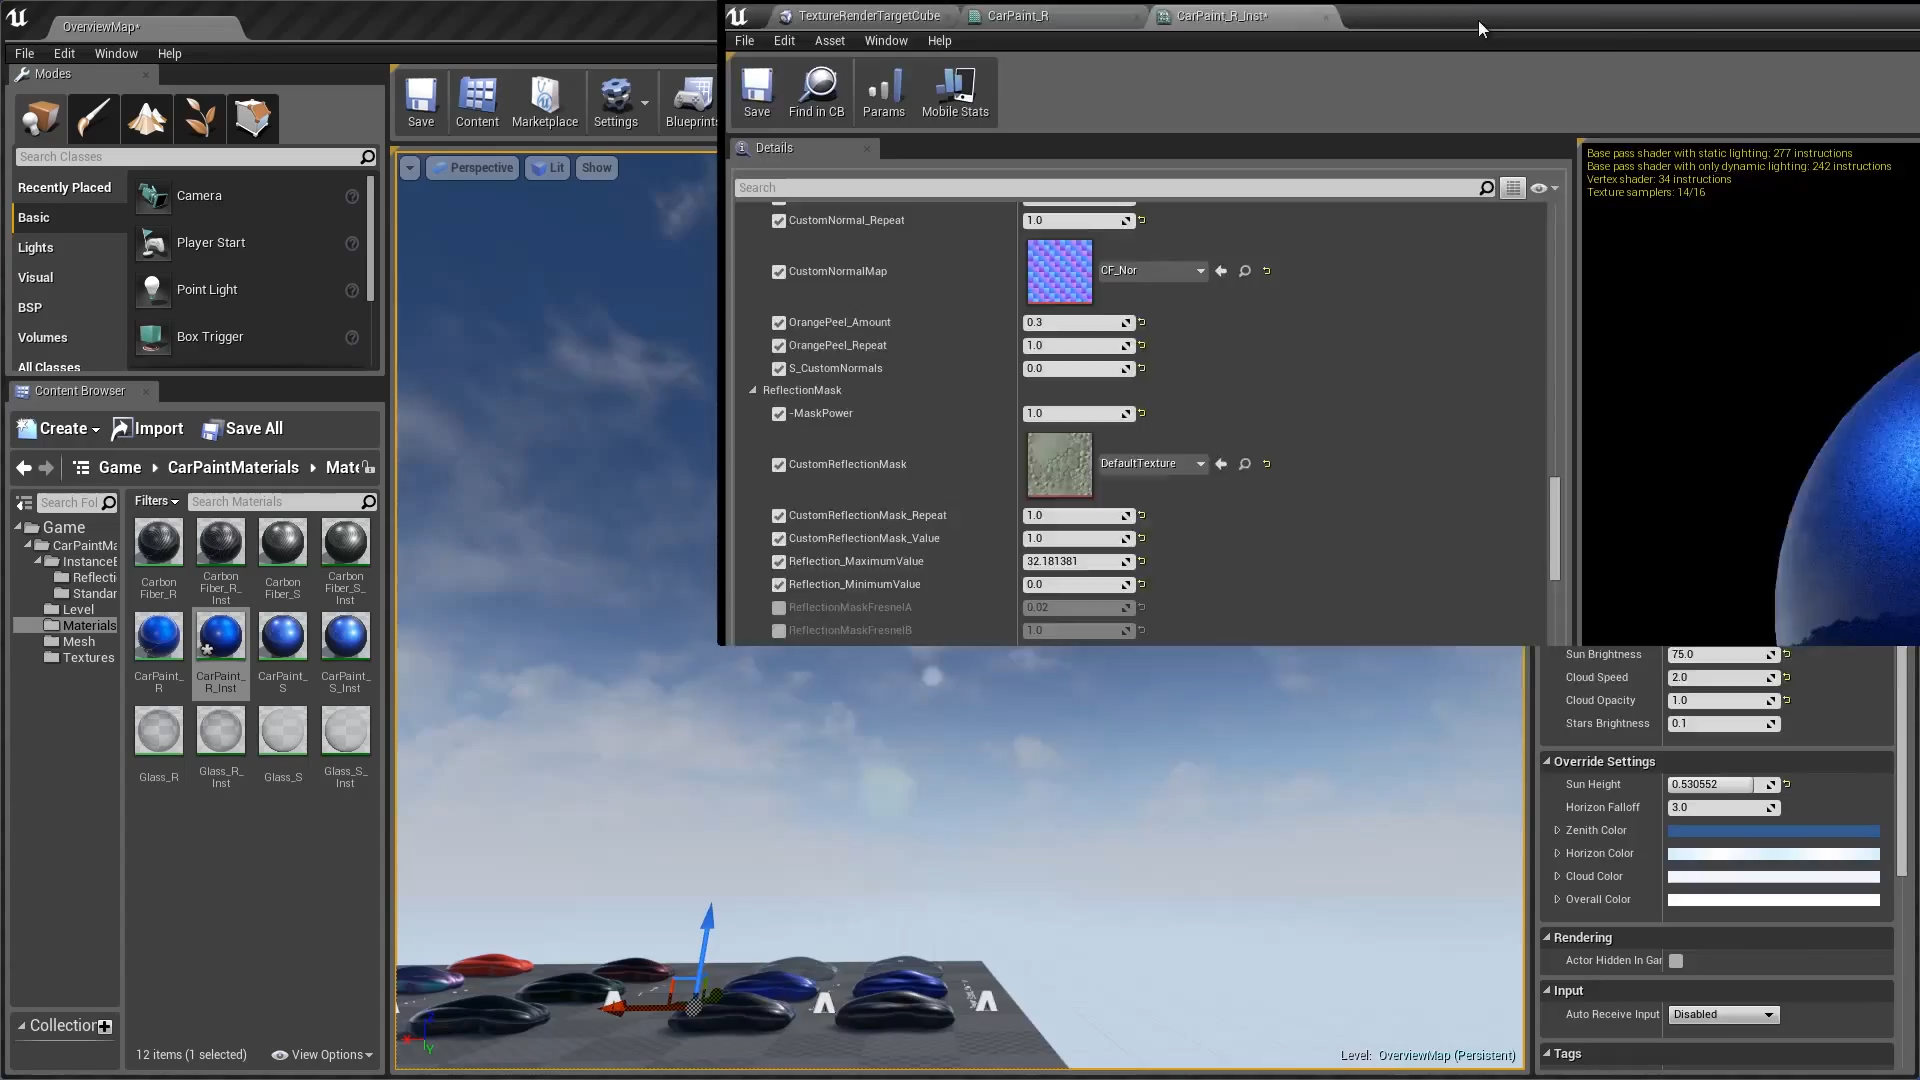 OverviewMap*
File Edit Window Help
Modes
Search Classes
Recently Placed
Basic
Lights
Visual
BSP
Volumes
All Classes
Camera
Player Start
Point Light
Box Trigger
Content Browser
Create
Import
Save All
Game
CarPaintMaterials
Mat
Search Fol
Game
CarPaintMa
InstanceE
Reflecti
Standar
Level
Materials
Mesh
Textures
Filters
Search Materials
Carbon Fiber_R
Carbon Fiber_R_ Inst
Carbon Fiber_S
Carbon Fiber_S_ Inst
CarPaint_ R
CarPaint_ R_Inst
CarPaint_ S
CarPaint_ S_Inst
Glass_R
Glass_R_ Inst
Glass_S
Glass_S_ Inst
Collection
12 items (1 selected)
View Options
Save
Content
Marketplace
Settings
Blueprints
Perspective
Lit
Show
Level: OverviewMap (Persistent)
TextureRenderTargetCube
CarPaint_R
CarPaint_R_Inst*
File Edit Asset Window Help
Save
Find in CB
Params
Mobile Stats
Details
Search
CustomNormal_Repeat 1.0
CustomNormalMap CF_Nor
OrangePeel_Amount 0.3
OrangePeel_Repeat 1.0
S_CustomNormals 0.0
ReflectionMask
-MaskPower 1.0
CustomReflectionMask DefaultTexture
CustomReflectionMask_Repeat 1.0
CustomReflectionMask_Value 1.0
Reflection_MaximumValue 32.181381
Reflection_MinimumValue 0.0
ReflectionMaskFresnelA 0.02
ReflectionMaskFresnelB 1.0
Base pass shader with static lighting: 277 instructions
Base pass shader with only dynamic lighting: 242 instructions
Vertex shader: 34 instructions
Texture samplers: 14/16
Sun Brightness 75.0
Cloud Speed 2.0
Cloud Opacity 1.0
Stars Brightness 0.1
Override Settings
Sun Height 0.530552
Horizon Falloff 3.0
Zenith Color
Horizon Color
Cloud Color
Overall Color
Rendering
Actor Hidden In Gar
Input
Auto Receive Input Disabled
Tags